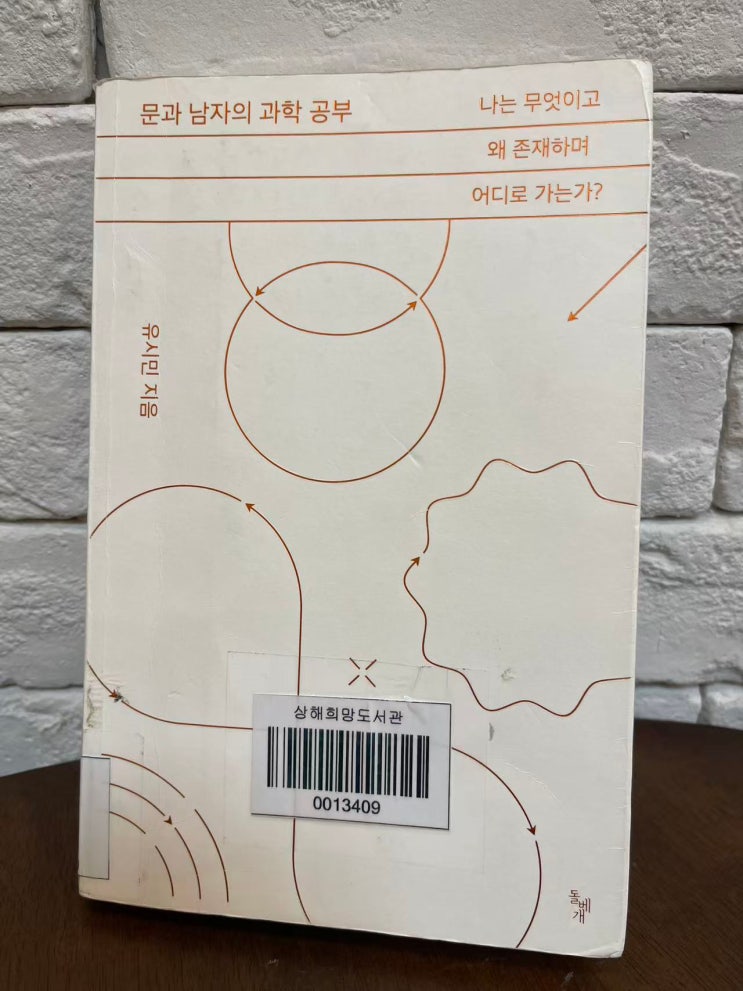 문과 남자의 과학 공부
나는 무엇이고
왜 존재하며
어디로 가는가?
유시민 지음
상해희망도서관
0013409
돌베개